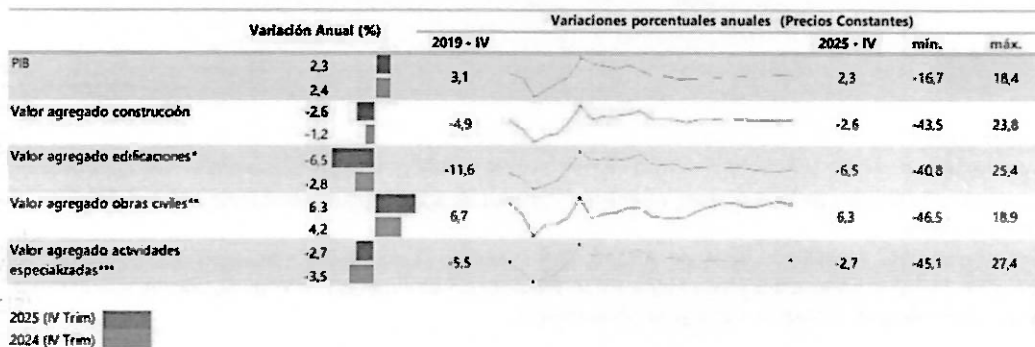 Variación Anual (%)
Variaciones porcentuales anuales (Precios Constantes)
2019 - IV
2025 - IV
mín.
máx.
PIB
2,3
2,4
3,1
2,3
-16,7
18,4
Valor agregado construcción
-2,6
-1,2
-4,9
-2,6
-43,5
23,8
Valor agregado edificaciones*
-6,5
-2,8
-11,6
-6,5
-40,8
25,4
Valor agregado obras civiles**
6,3
4,2
6,7
6,3
-46,5
18,9
Valor agregado actividades
especializadas***
-2,7
-3,5
-5,5
-2,7
-45,1
27,4
2025 (IV Trim)
2024 (IV Trim)